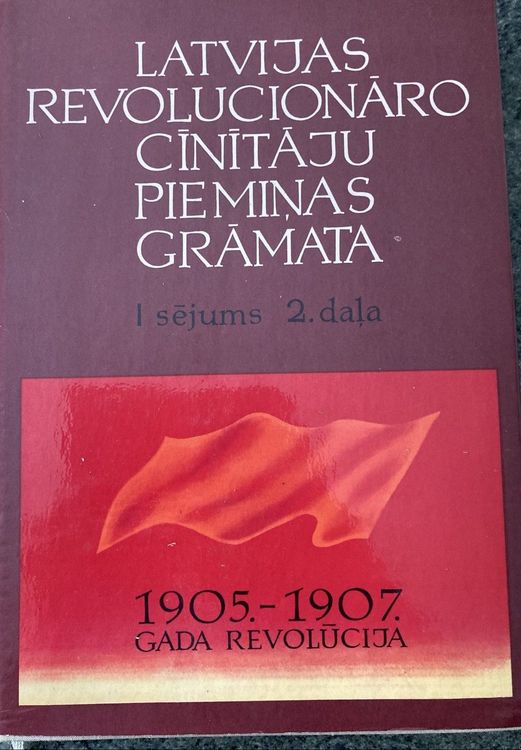 LATVIJAS
REVOLUCIONĀRO
CĪNĪTĀJU
PIEMIŅAS
GRĀMATA
I sējums 2. daļa
1905.-1907.
GADA REVOLŪCIJA